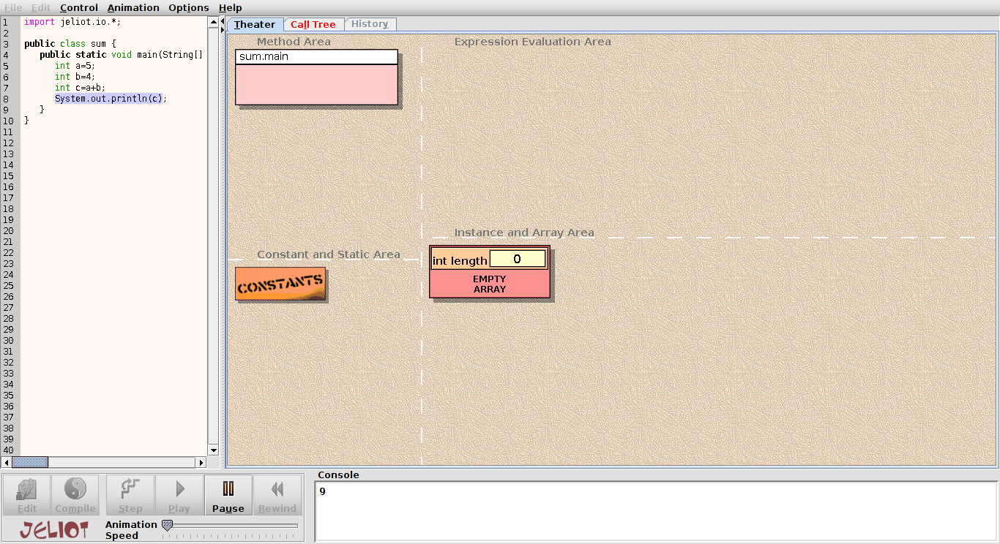 File Edit Control Animation Options Help
1 import jeliot.io.*;
2
3 public class sum {
4 public static void main(String[]
5 int a=5;
6 int b=4;
7 int c=a+b;
8 System.out.println(c);
9 }
10 }
11
12
13
14
15
16
17
18
19
20
21
22
23
24
25
26
27
28
29
30
31
32
33
34
35
36
37
38
39
40
Theater Call Tree History
Method Area
sum.main
Expression Evaluation Area
Constant and Static Area
CONSTANTS
Instance and Array Area
int length 0
EMPTY
ARRAY
Edit Compile Step Play Pause Rewind
JELIOT
Animation
Speed
Console
9